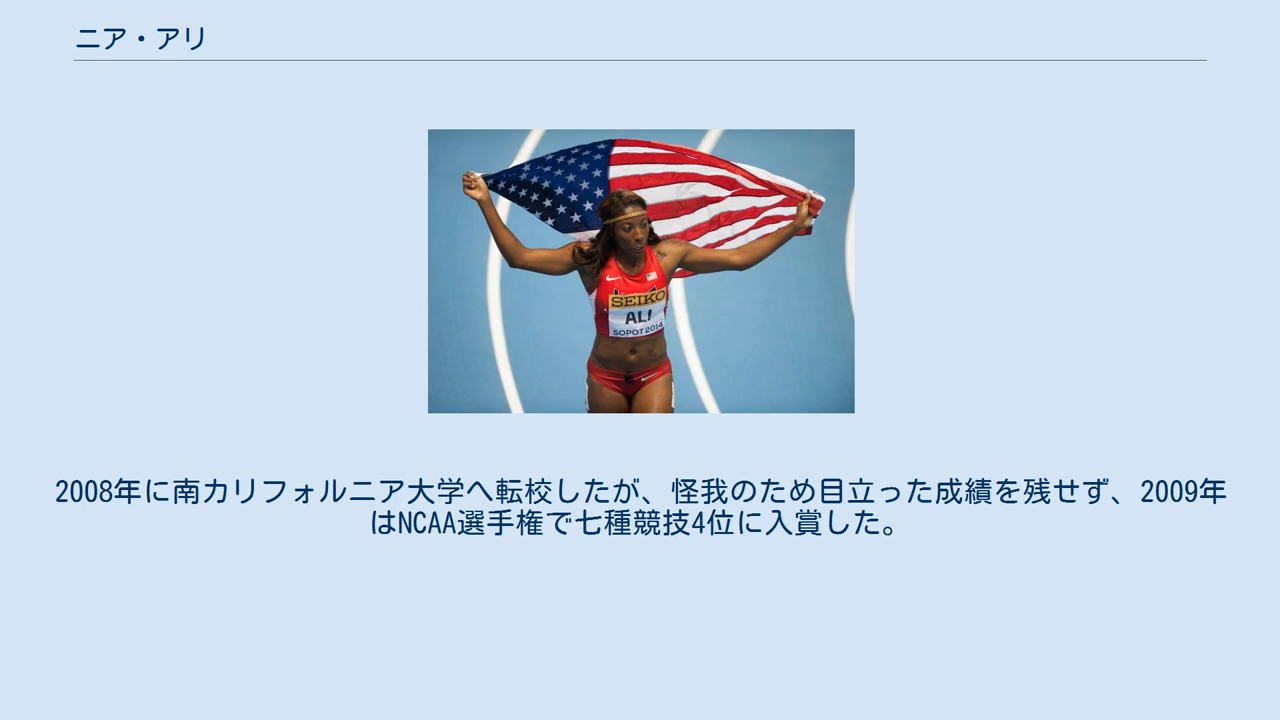 ニア・アリ
SEIKO
ALI
SOPOT2014
2008年に南カリフォルニア大学へ転校したが、怪我のため目立った成績を残せず、2009年
はNCAA選手権で七種競技4位に入賞した。